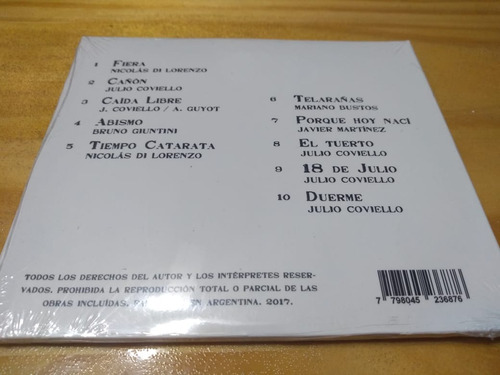 1 Fiera
Nicolás Di Lorenzo
2 Cañón
Julio Coviello
3 Caída Libre
J. Coviello / A. Guyot
4 Abismo
Bruno Giuntini
5 Tiempo Catarata
Nicolás Di Lorenzo
6 Telarañas
Mariano Bustos
7 Porque Hoy Nací
Javier Martínez
8 El Tuerto
Julio Coviello
9 18 de Julio
Julio Coviello
10 Duerme
Julio Coviello
Todos los derechos del autor y los intérpretes reser-
vados. Prohibida la reproducción total o parcial de las
obras incluídas. en Argentina. 2017.
7 798045 236876